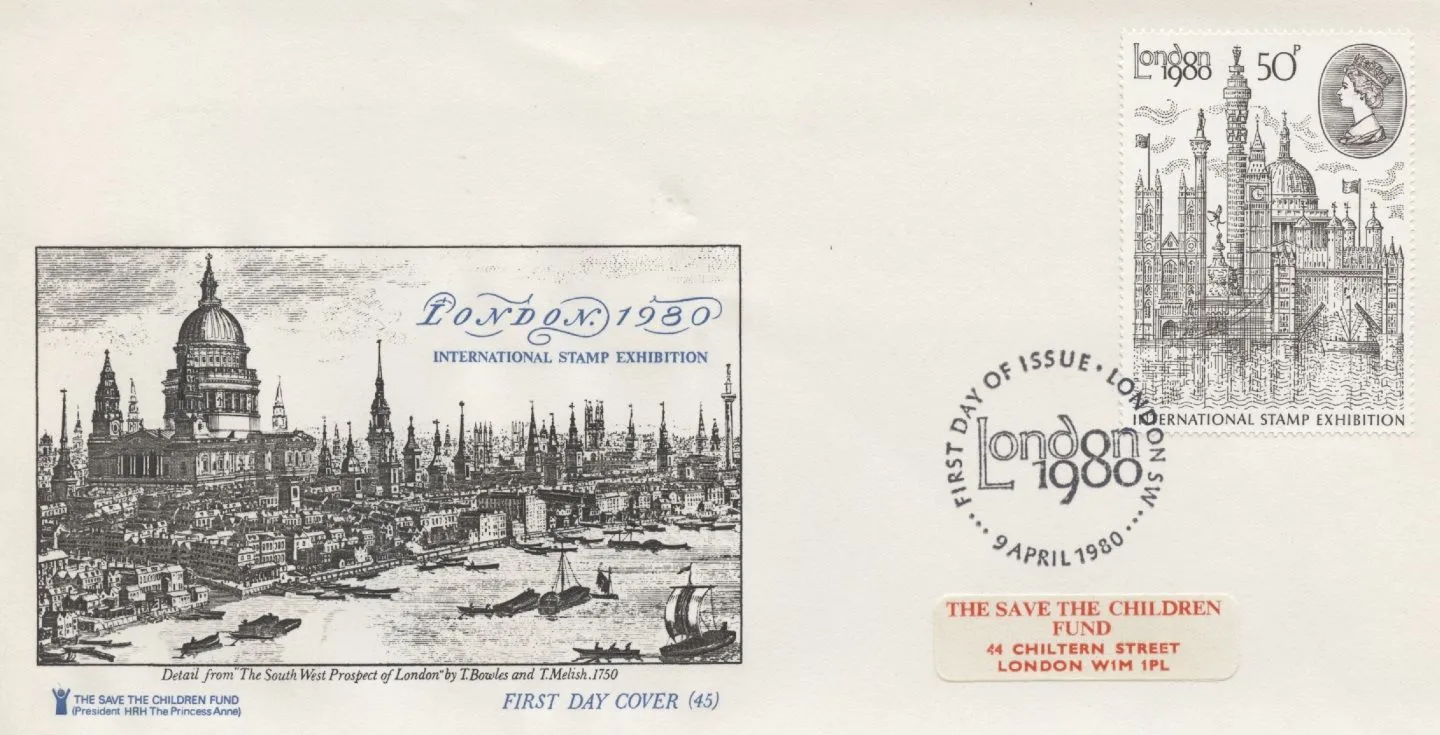 London
1980
50P
INTERNATIONAL STAMP EXHIBITION
LONDON. 1980
INTERNATIONAL STAMP EXHIBITION
FIRST DAY OF ISSUE • LONDON SW
London
1980
9 APRIL 1980
THE SAVE THE CHILDREN
FUND
44 CHILTERN STREET
LONDON W1M 1PL
Detail from "The South West Prospect of London" by T.Bowles and T.Melish.1750
THE SAVE THE CHILDREN FUND
(President HRH The Princess Anne)
FIRST DAY COVER (45)